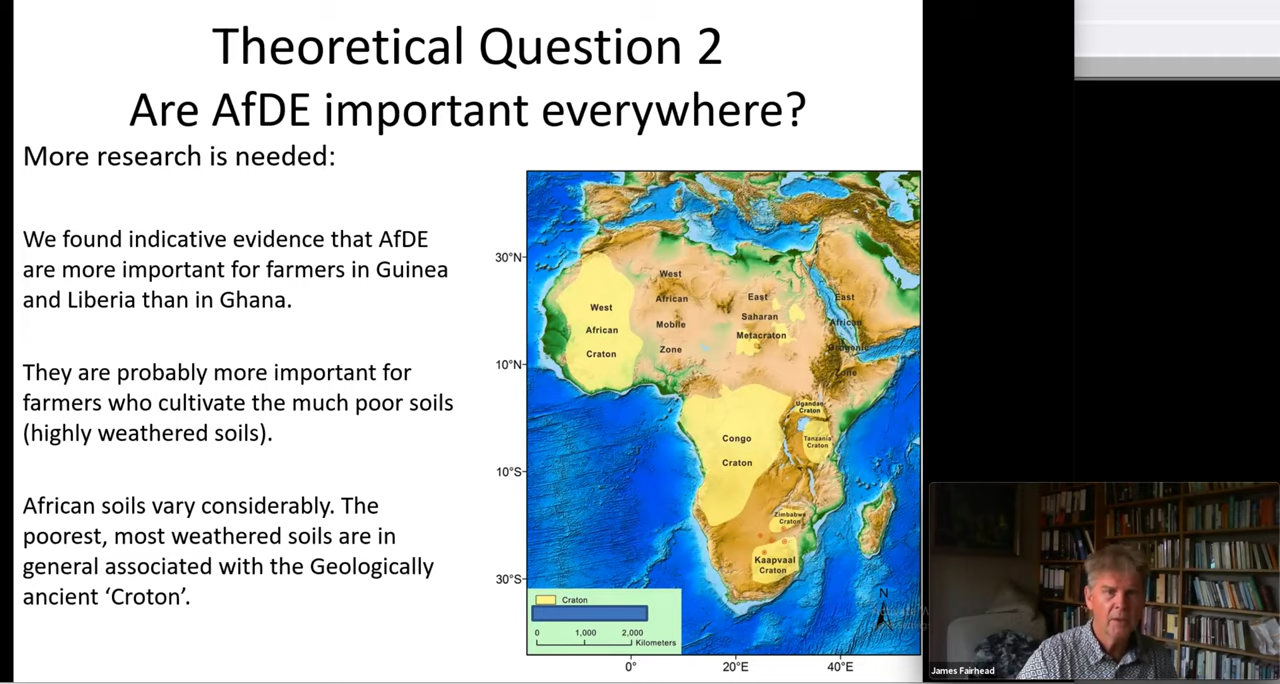 Theoretical Question 2
Are AfDE important everywhere?
More research is needed:
We found indicative evidence that AfDE
are more important for farmers in Guinea
and Liberia than in Ghana.
They are probably more important for
farmers who cultivate the much poor soils
(highly weathered soils).
African soils vary considerably. The
poorest, most weathered soils are in
general associated with the Geologically
ancient ‘Croton’.
30°N
10°N
10°S
30°S
West
African
Craton
West
African
Mobile
Zone
East
Saharan
Metacraton
East
African
Orogenic
Zone
Congo
Craton
Ugandan
Craton
Tanzania
Craton
Zimbabwe
Craton
Kaapvaal
Craton
Craton
0 1,000 2,000
Kilometers
N
0° 20°E 40°E
James Fairhead